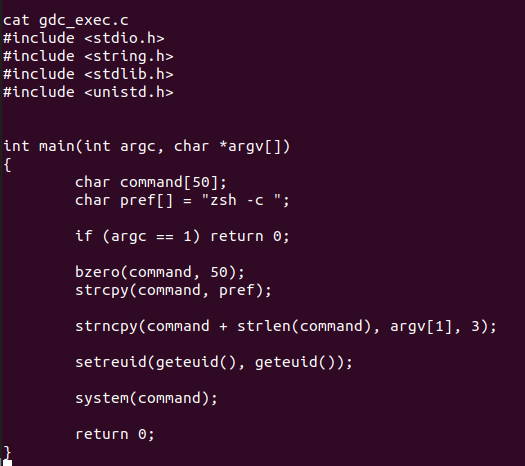 cat gdc_exec.c
#include <stdio.h>
#include <string.h>
#include <stdlib.h>
#include <unistd.h>
int main(int argc, char *argv[])
{
char command[50];
char pref[] = "zsh -c ";
if (argc == 1) return 0;
bzero(command, 50);
strcpy(command, pref);
strncpy(command + strlen(command), argv[1], 3);
setreuid(geteuid(), geteuid());
system(command);
return 0;
}